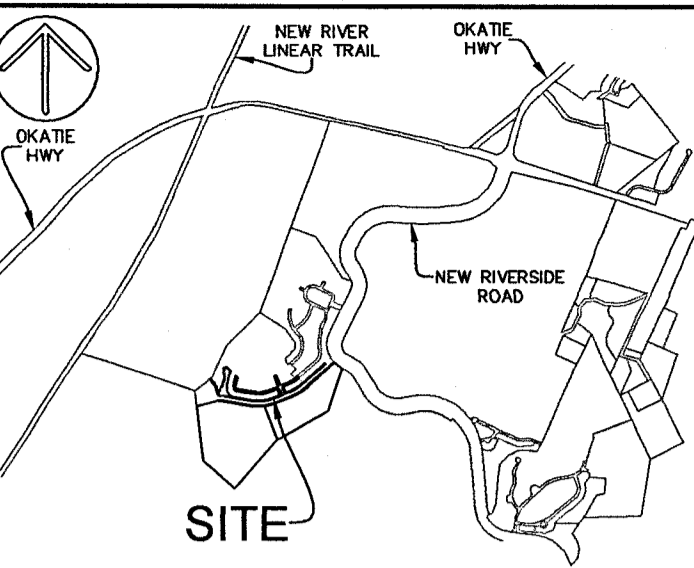 NEW RIVER
LINEAR TRAIL
OKATIE
HWY
OKATIE
HWY
NEW RIVERSIDE
ROAD
SITE